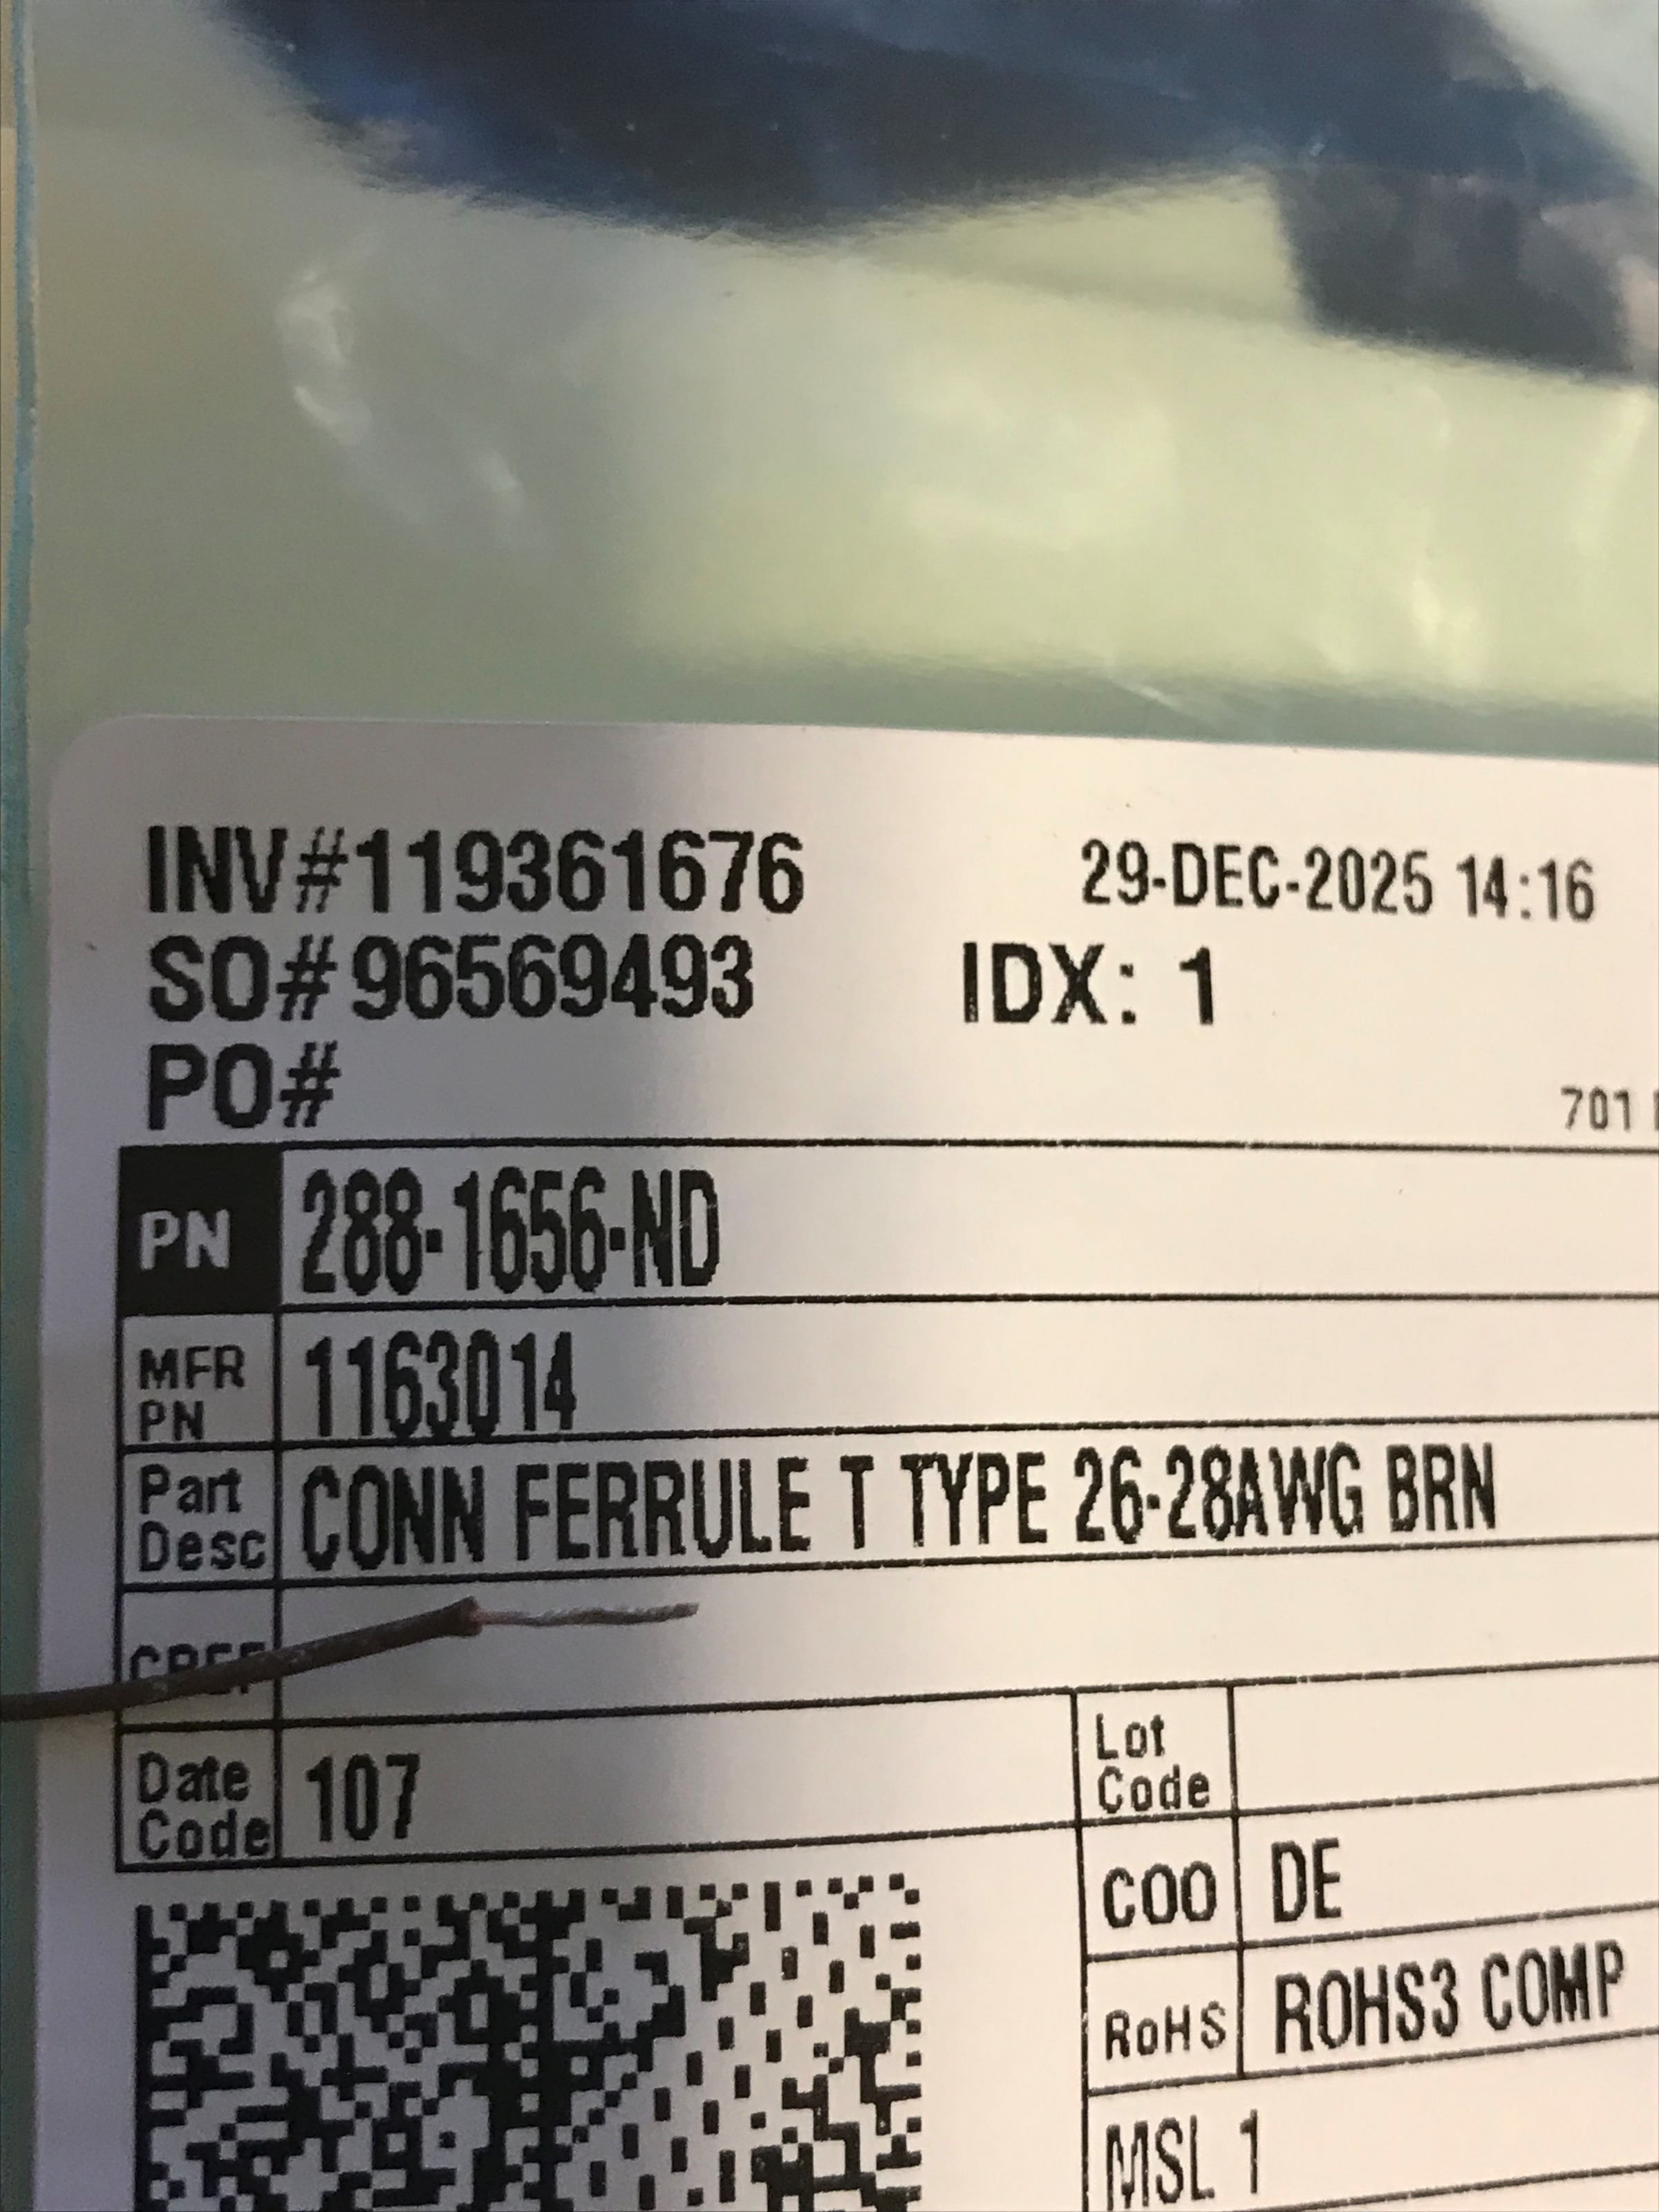 INV#119361676
29-DEC-2025 14:16
SO#96569493
IDX: 1
PO#
701
PN 288-1656-ND
MFR PN 1163014
Part Desc CONN FERRULE T TYPE 26-28AWG BRN
Date Code 107
Lot Code
COO DE
RoHS ROHS3 COMP
MSL 1